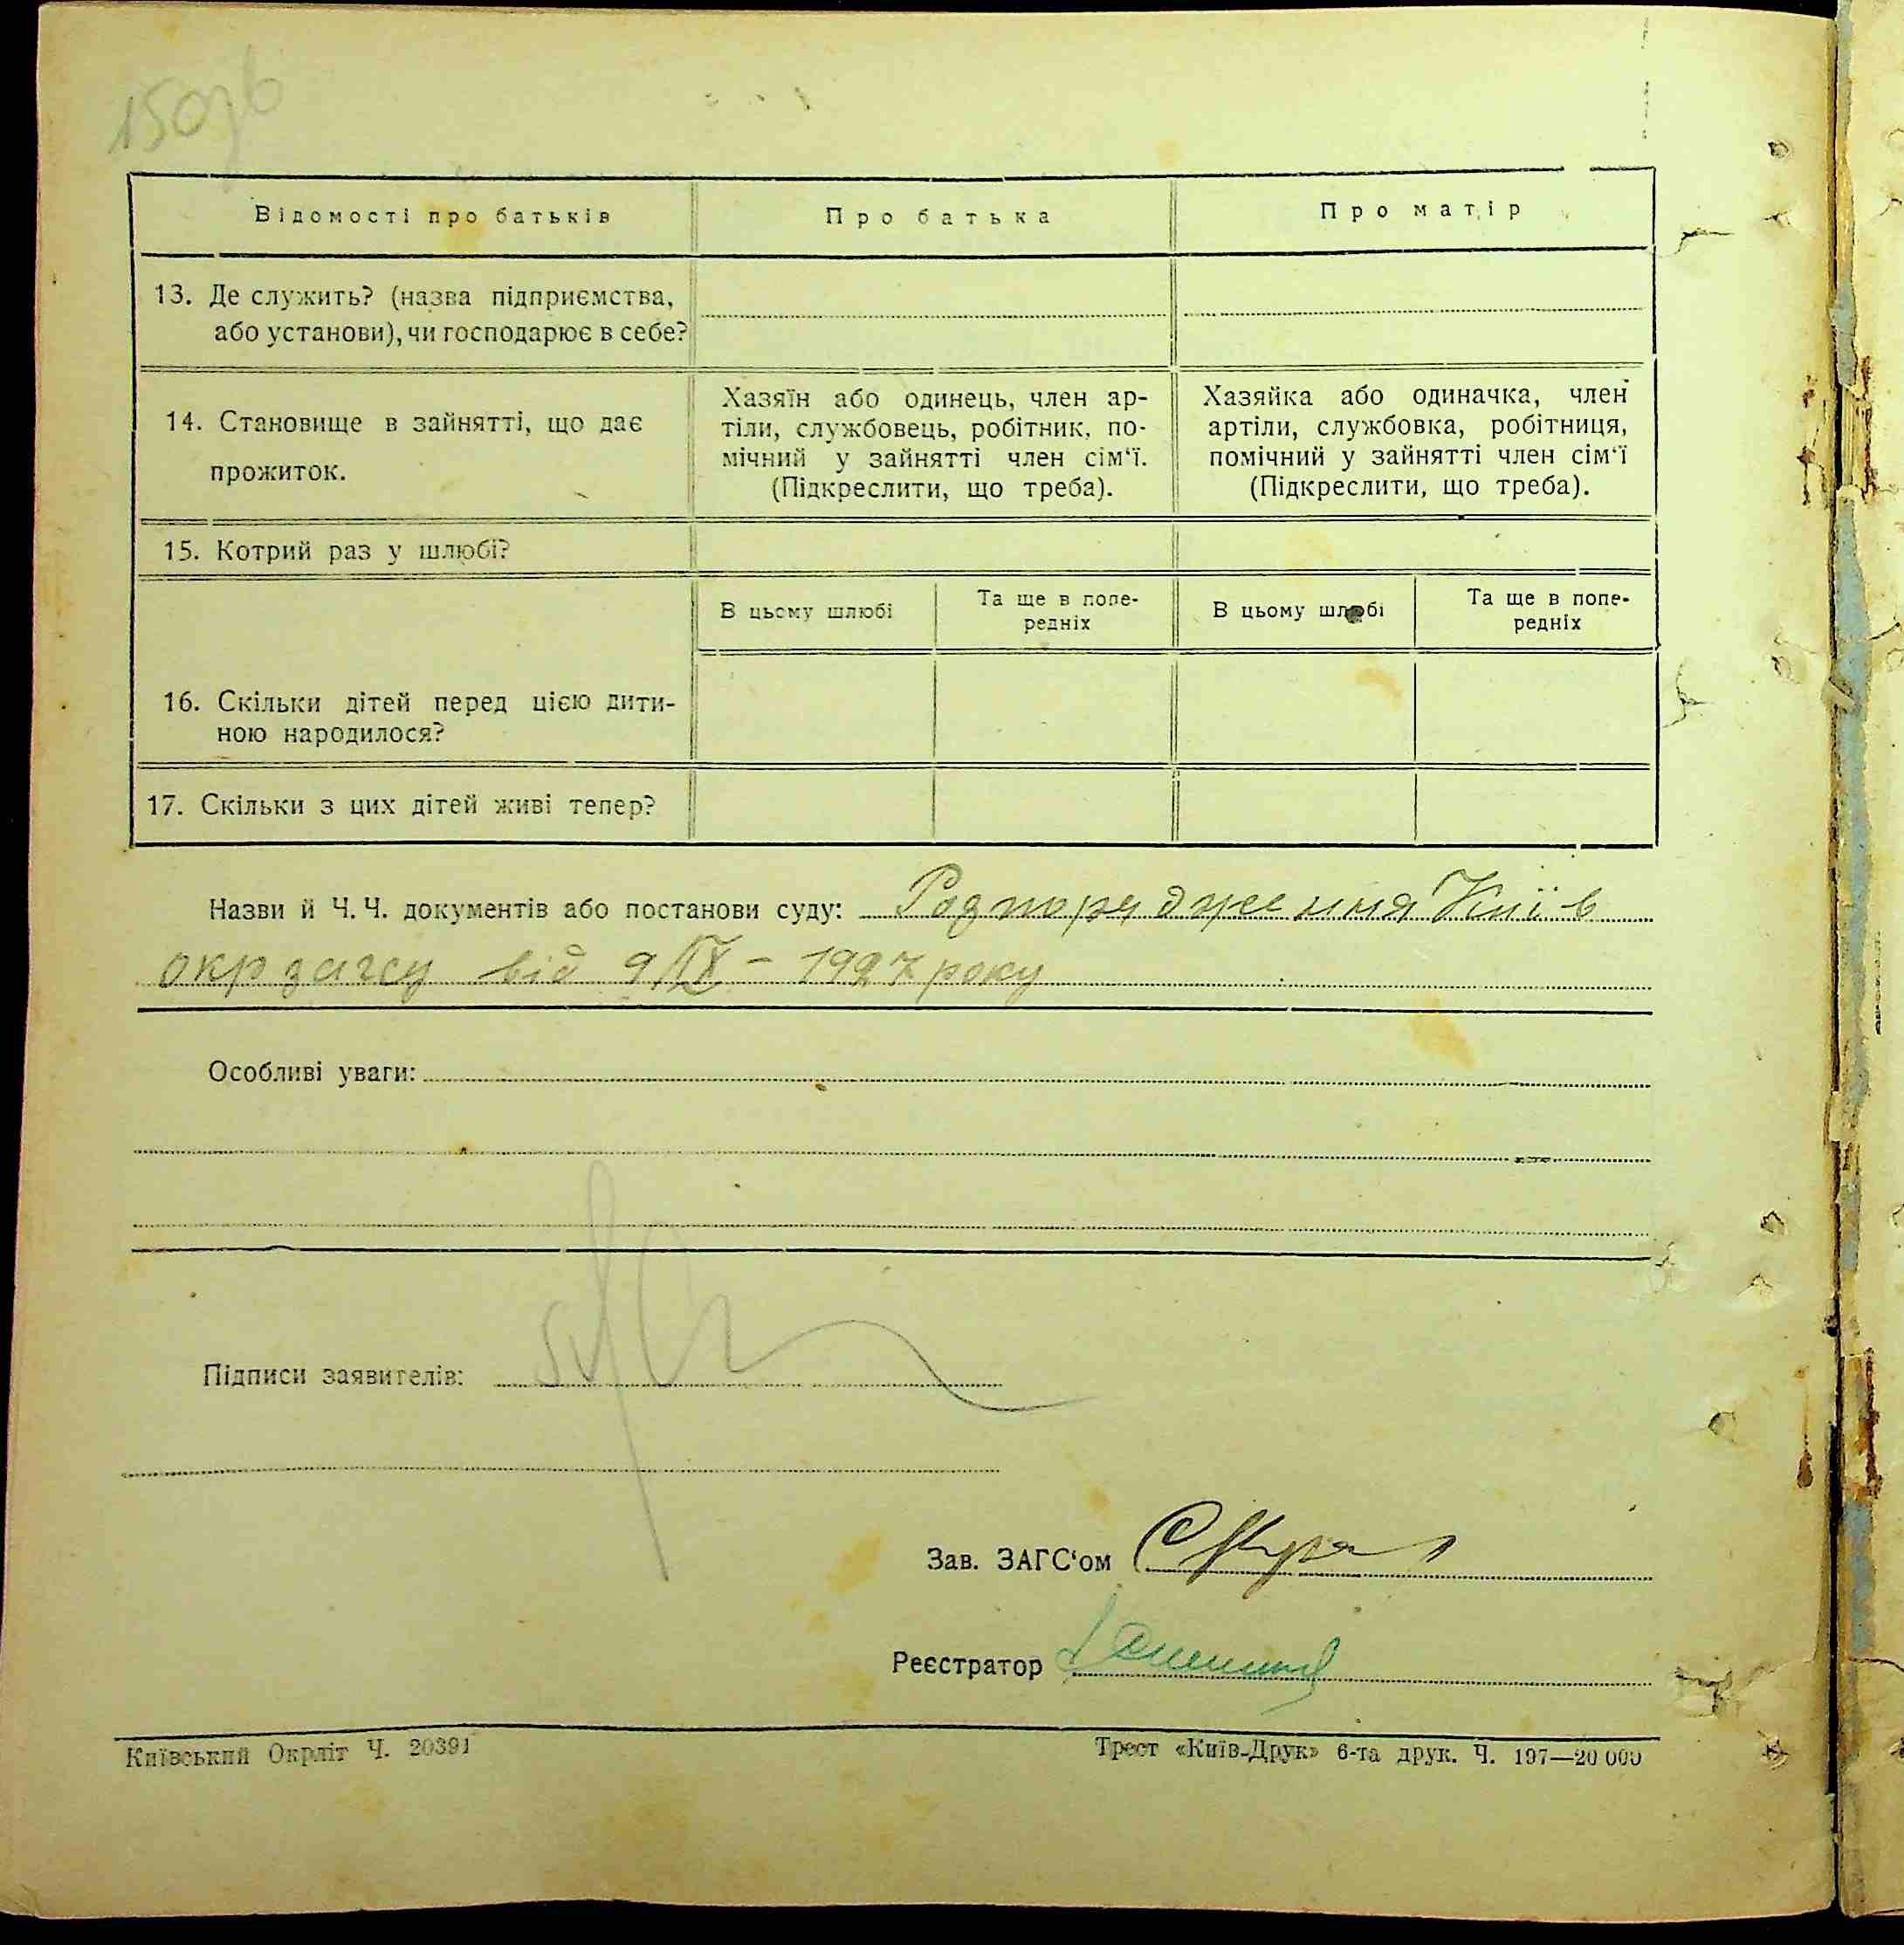 150зв
Відомості про батьків Про батька Про матір
13. Де служить? (назва підприємства,
або установи), чи господарює в себе?
14. Становище в зайнятті, що дає
прожиток.
Хазяїн або одинець, член ар-
тіли, службовець, робітник, по-
мічний у зайнятті член сім‘ї.
(Підкреслити, що треба).
Хазяйка або одиначка, член
артіли, службовка, робітниця,
помічний у зайнятті член сім‘ї
(Підкреслити, що треба).
15. Котрий раз у шлюбі?
В цьому шлюбі
Та ще в попе-
редніх
В цьому шлюбі
Та ще в попе-
редніх
16. Скільки дітей перед цією дити-
ною народилося?
17. Скільки з цих дітей живі тепер?
Назви й Ч. Ч. документів або постанови суду: Розпорядження Київ
окрзагсу від 9/IX – 1927 року
Особливі уваги:
Підписи заявителів:
Зав. ЗАГС‘ом
Реєстратор
Київський Окрліт Ч. 20391 Трест «Київ-Друк» 6-та друк. Ч. 197—20 000